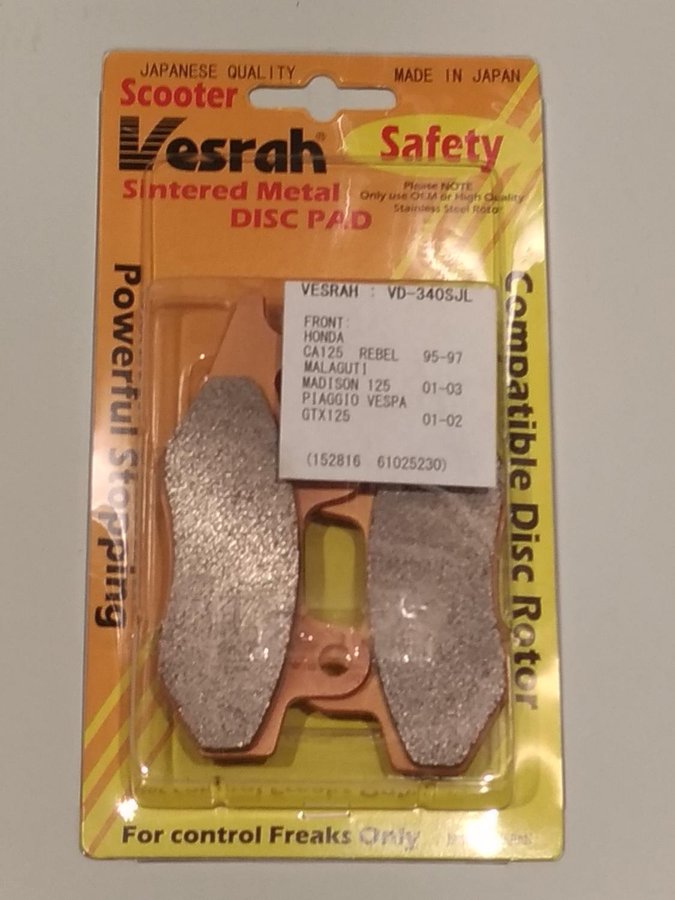 JAPANESE QUALITY
MADE IN JAPAN
Scooter
Vesrah®
Safety
Sintered Metal
DISC PAD
Please NOTE
Only use OEM or High Quality
Stainless Steel Rotor
Powerful Stopping
Compatible Disc Rotor
VESRAH : VD-340SJL
FRONT:
HONDA
CA125 REBEL 95-97
MALAGUTI
MADISON 125 01-03
PIAGGIO VESPA
GTX125 01-02
(152816 61025230)
For control Freaks Only